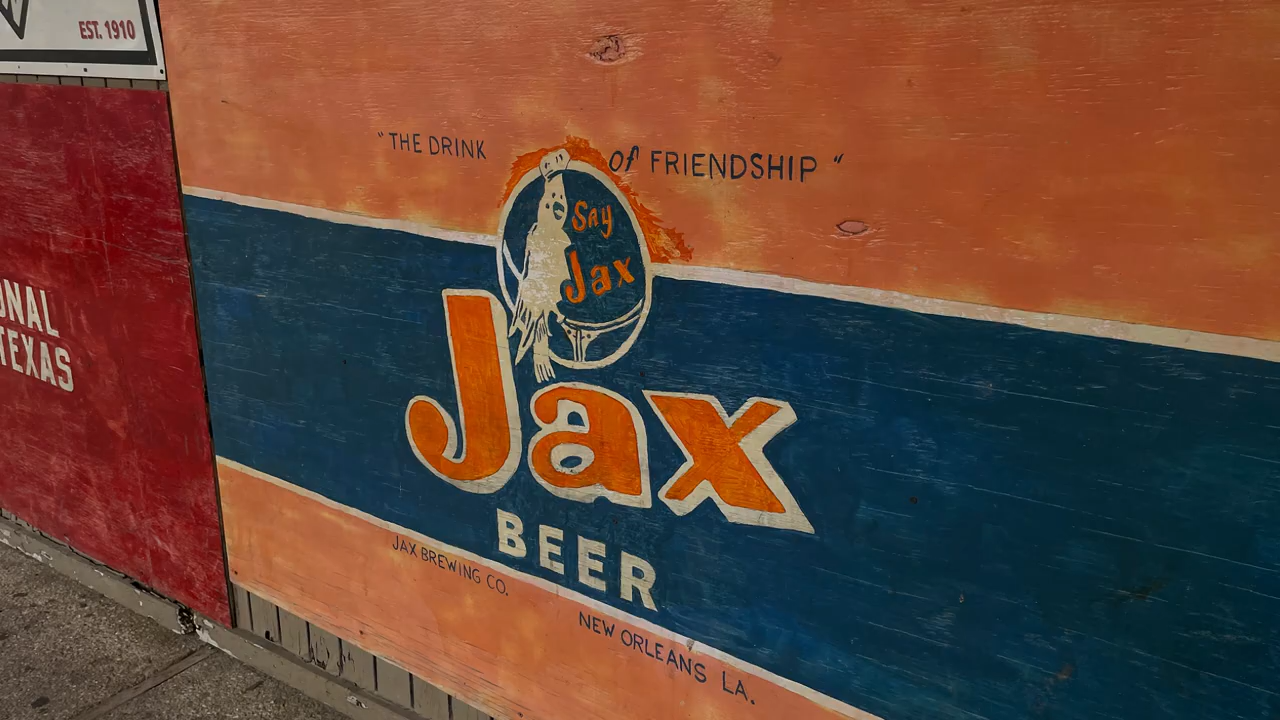 EST. 1910
ONAL
TEXAS
"THE DRINK of FRIENDSHIP"
Say
Jax
Jax
BEER
JAX BREWING CO.
NEW ORLEANS LA.